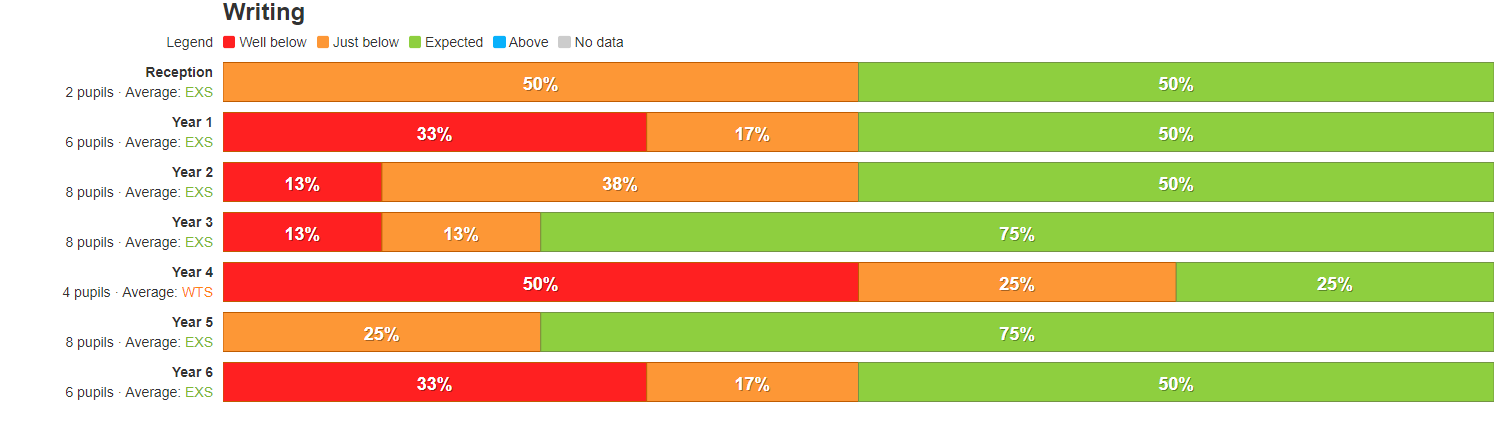 Writing
Legend Well below Just below Expected Above No data
Reception
2 pupils · Average: EXS
50% 50%
Year 1
6 pupils · Average: EXS
33% 17% 50%
Year 2
8 pupils · Average: EXS
13% 38% 50%
Year 3
8 pupils · Average: EXS
13% 13% 75%
Year 4
4 pupils · Average: WTS
50% 25% 25%
Year 5
8 pupils · Average: EXS
25% 75%
Year 6
6 pupils · Average: EXS
33% 17% 50%